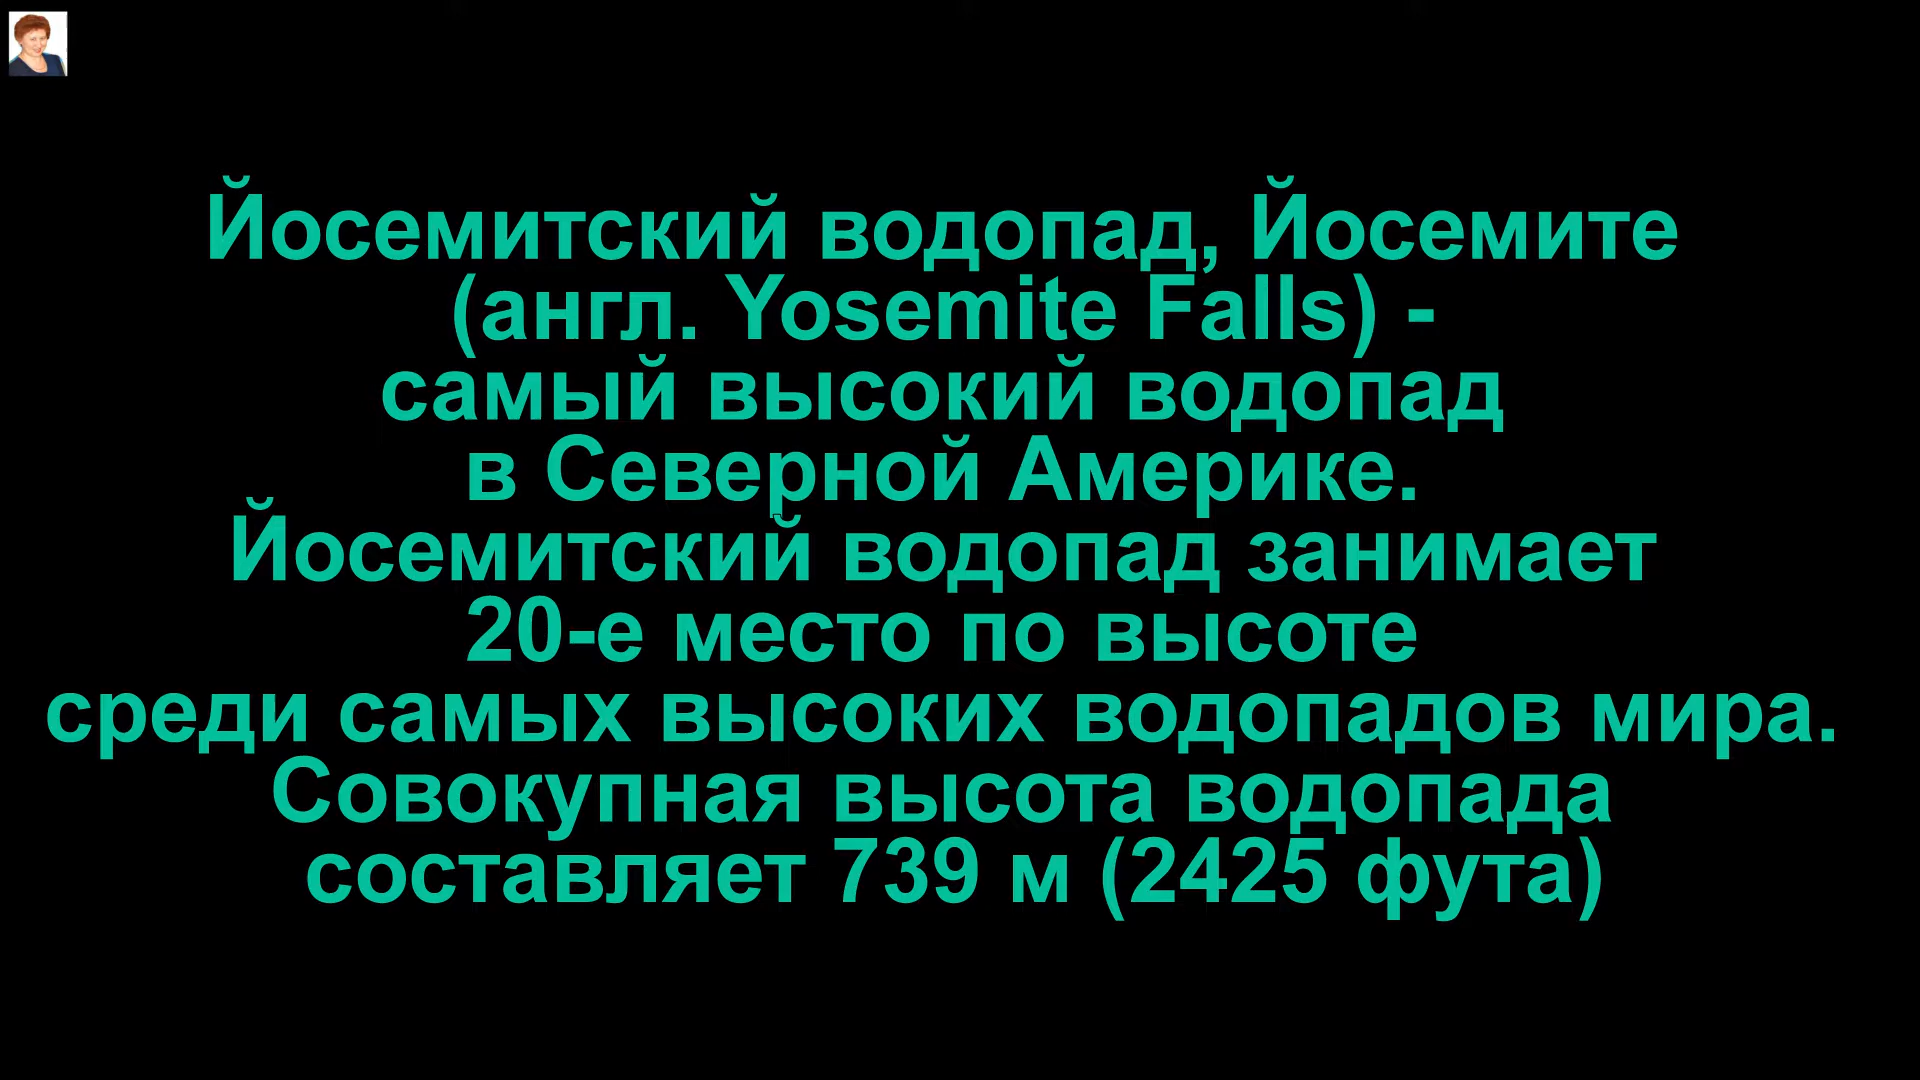 Йосемитский водопад, Йосемите
(англ. Yosemite Falls) -
самый высокий водопад
в Северной Америке.
Йосемитский водопад занимает
20-е место по высоте
среди самых высоких водопадов мира.
Совокупная высота водопада
составляет 739 м (2425 фута)